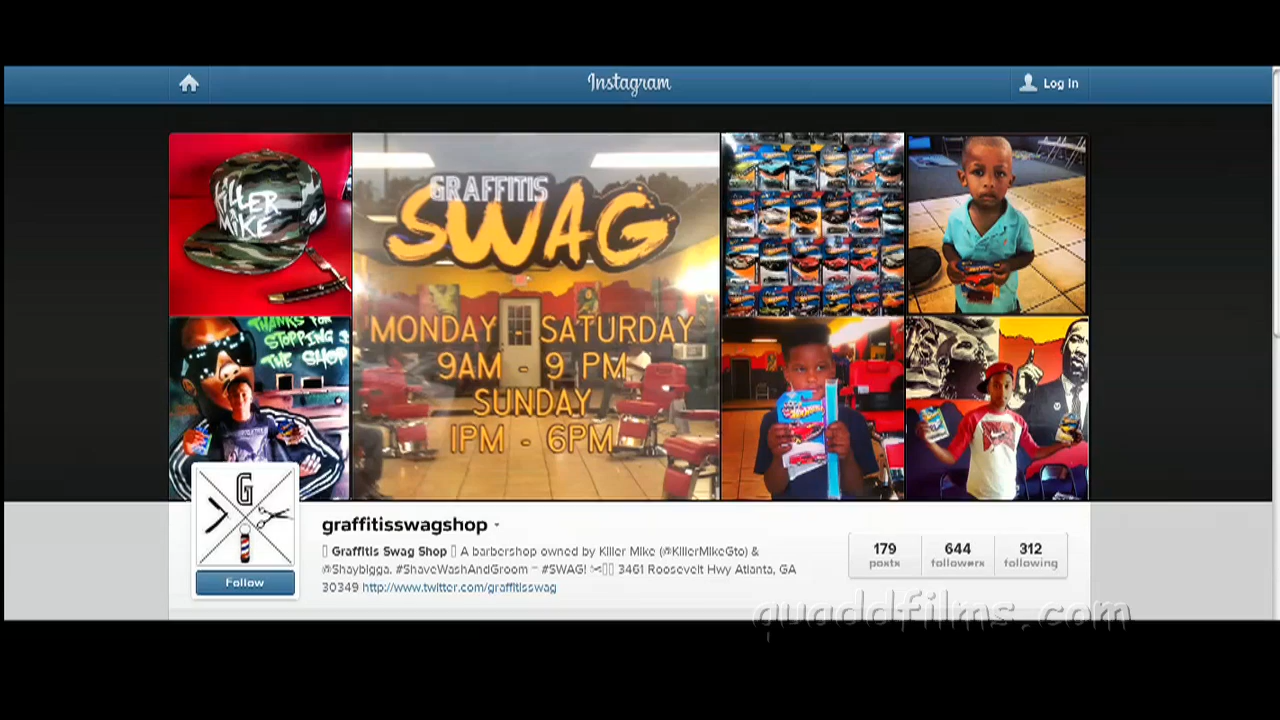 Instagram
Log In
KILLER
MIKE
GRAFFITIS
SWAG
MONDAY - SATURDAY
9AM - 9 PM
SUNDAY
1PM - 6PM
THANKS FOR
STOPPING
THE SHOP
G
graffitisswagshop
Graffitis Swag Shop A barbershop owned by Killer Mike (@KillerMikeGto) &
@Shaybigga. #ShaveWashAndGroom = #SWAG! 3461 Roosevelt Hwy Atlanta, GA
30349 http://www.twitter.com/graffitisswag
Follow
179
posts
644
followers
312
following
quaddfilms.com